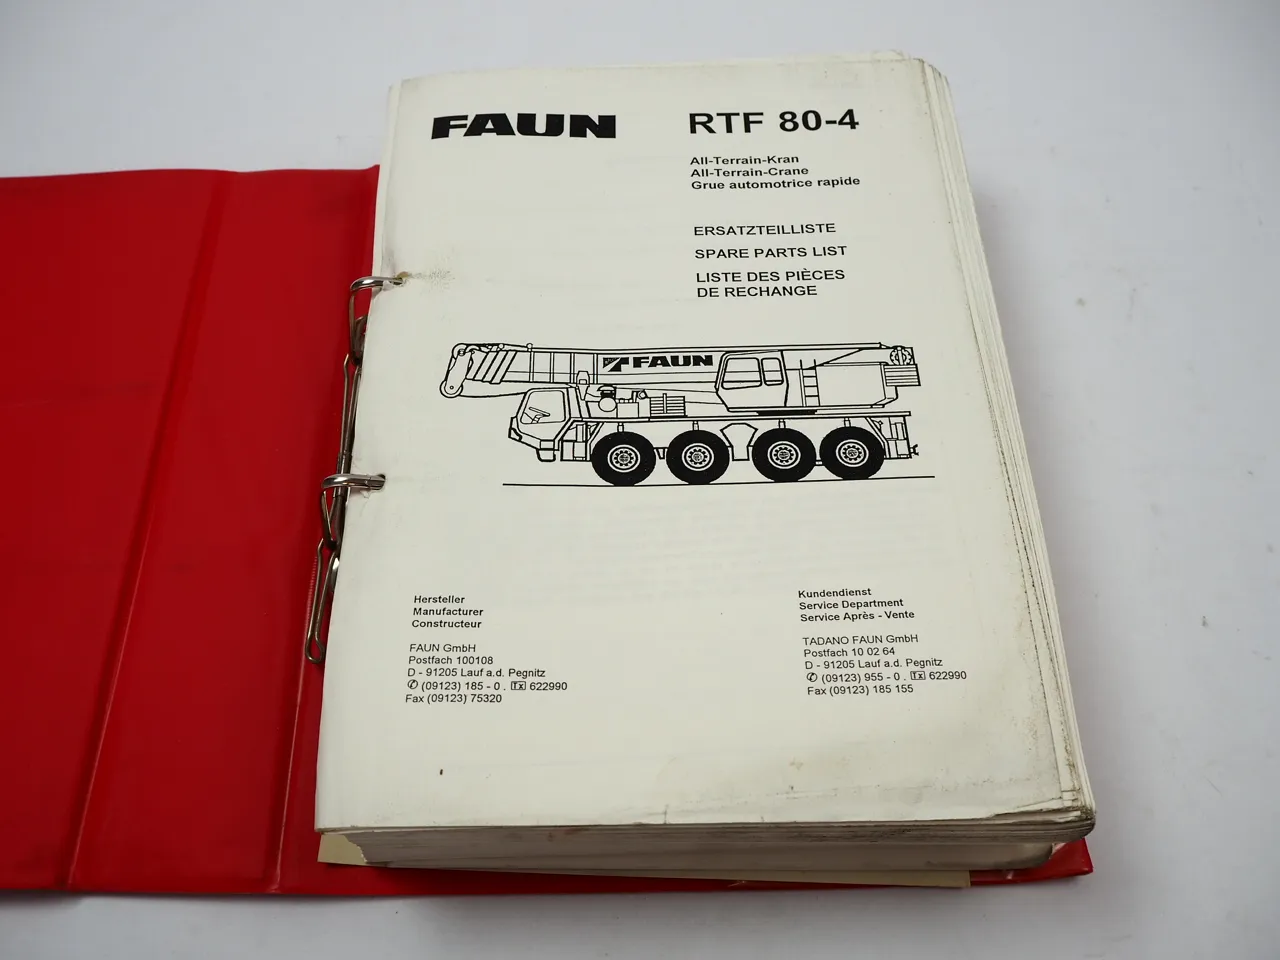 FAUN
RTF 80-4
All-Terrain-Kran
All-Terrain-Crane
Grue automotrice rapide
ERSATZTEILLISTE
SPARE PARTS LIST
LISTE DES PIÈCES
DE RECHANGE
FAUN
Hersteller
Manufacturer
Constructeur
FAUN GmbH
Postfach 100108
D - 91205 Lauf a.d. Pegnitz
✆ (09123) 185 - 0 . Tx 622990
Fax (09123) 75320
Kundendienst
Service Department
Service Après - Vente
TADANO FAUN GmbH
Postfach 10 02 64
D - 91205 Lauf a.d. Pegnitz
✆ (09123) 955 - 0 . Tx 622990
Fax (09123) 185 155